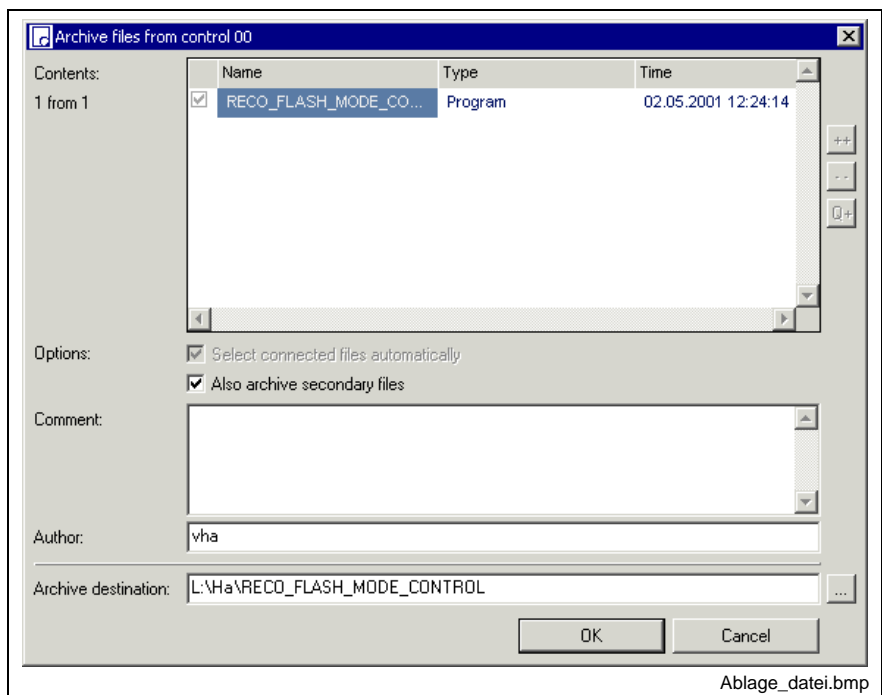 Archive files from control 00
Contents:
Name Type Time
1 from 1
RECO_FLASH_MODE_CO... Program 02.05.2001 12:24:14
++
--
Q+
Options:
Select connected files automatically
Also archive secondary files
Comment:
Author: vha
Archive destination: L:\Ha\RECO_FLASH_MODE_CONTROL ...
OK Cancel
Ablage_datei.bmp